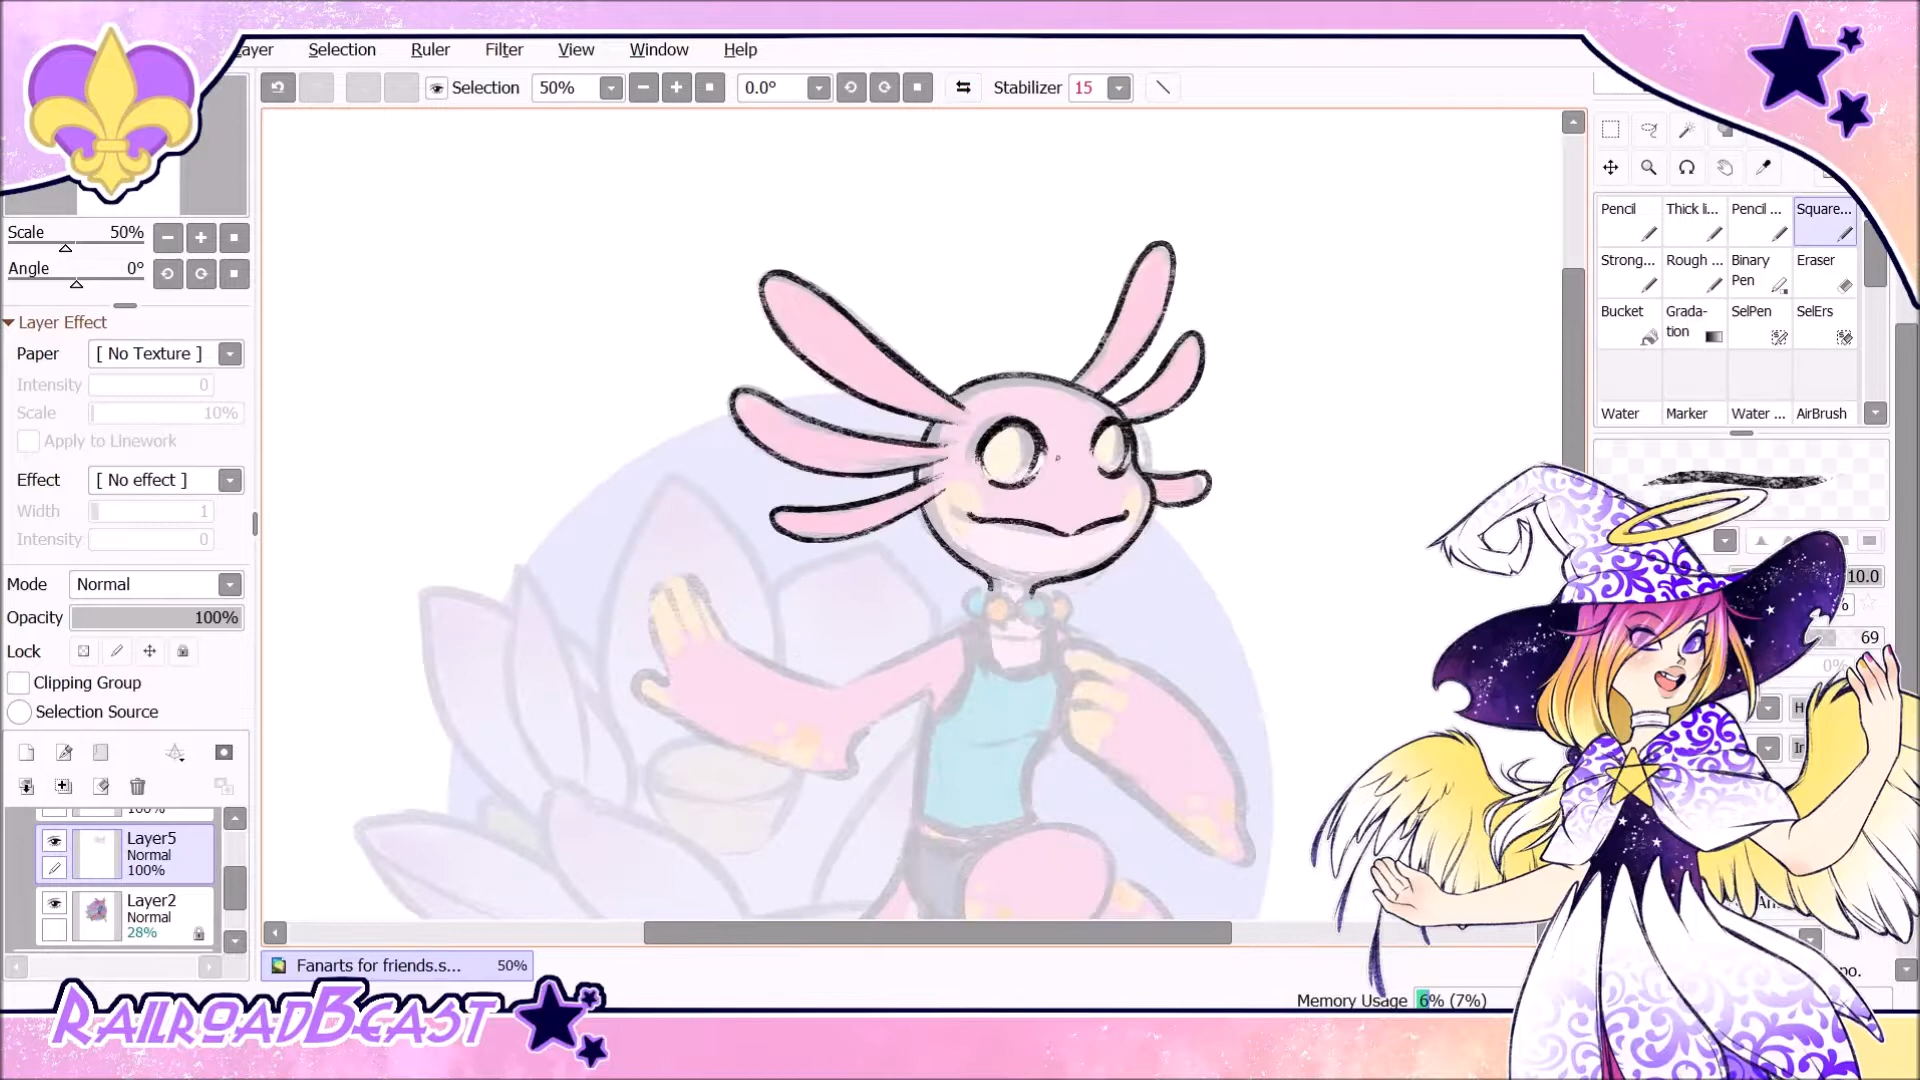 ayer Selection Ruler Filter View Window Help
Selection 50% 0.0° Stabilizer 15
Scale 50%
Angle 0°
Layer Effect
Paper [ No Texture ]
Intensity 0
Scale 10%
Apply to Linework
Effect [ No effect ]
Width 1
Intensity 0
Mode Normal
Opacity 100%
Lock
Clipping Group
Selection Source
100%
Layer5
Normal
100%
Layer2
Normal
28%
Pencil Thick li... Pencil ... Square...
Strong... Rough ... Binary Pen Eraser
Bucket Grada-tion SelPen SelErs
Water Marker Water ... AirBrush
10.0
%
69
0%
H
Fanarts for friends.s... 50%
Memory Usage 6% (7%)
RAILROADBEAST